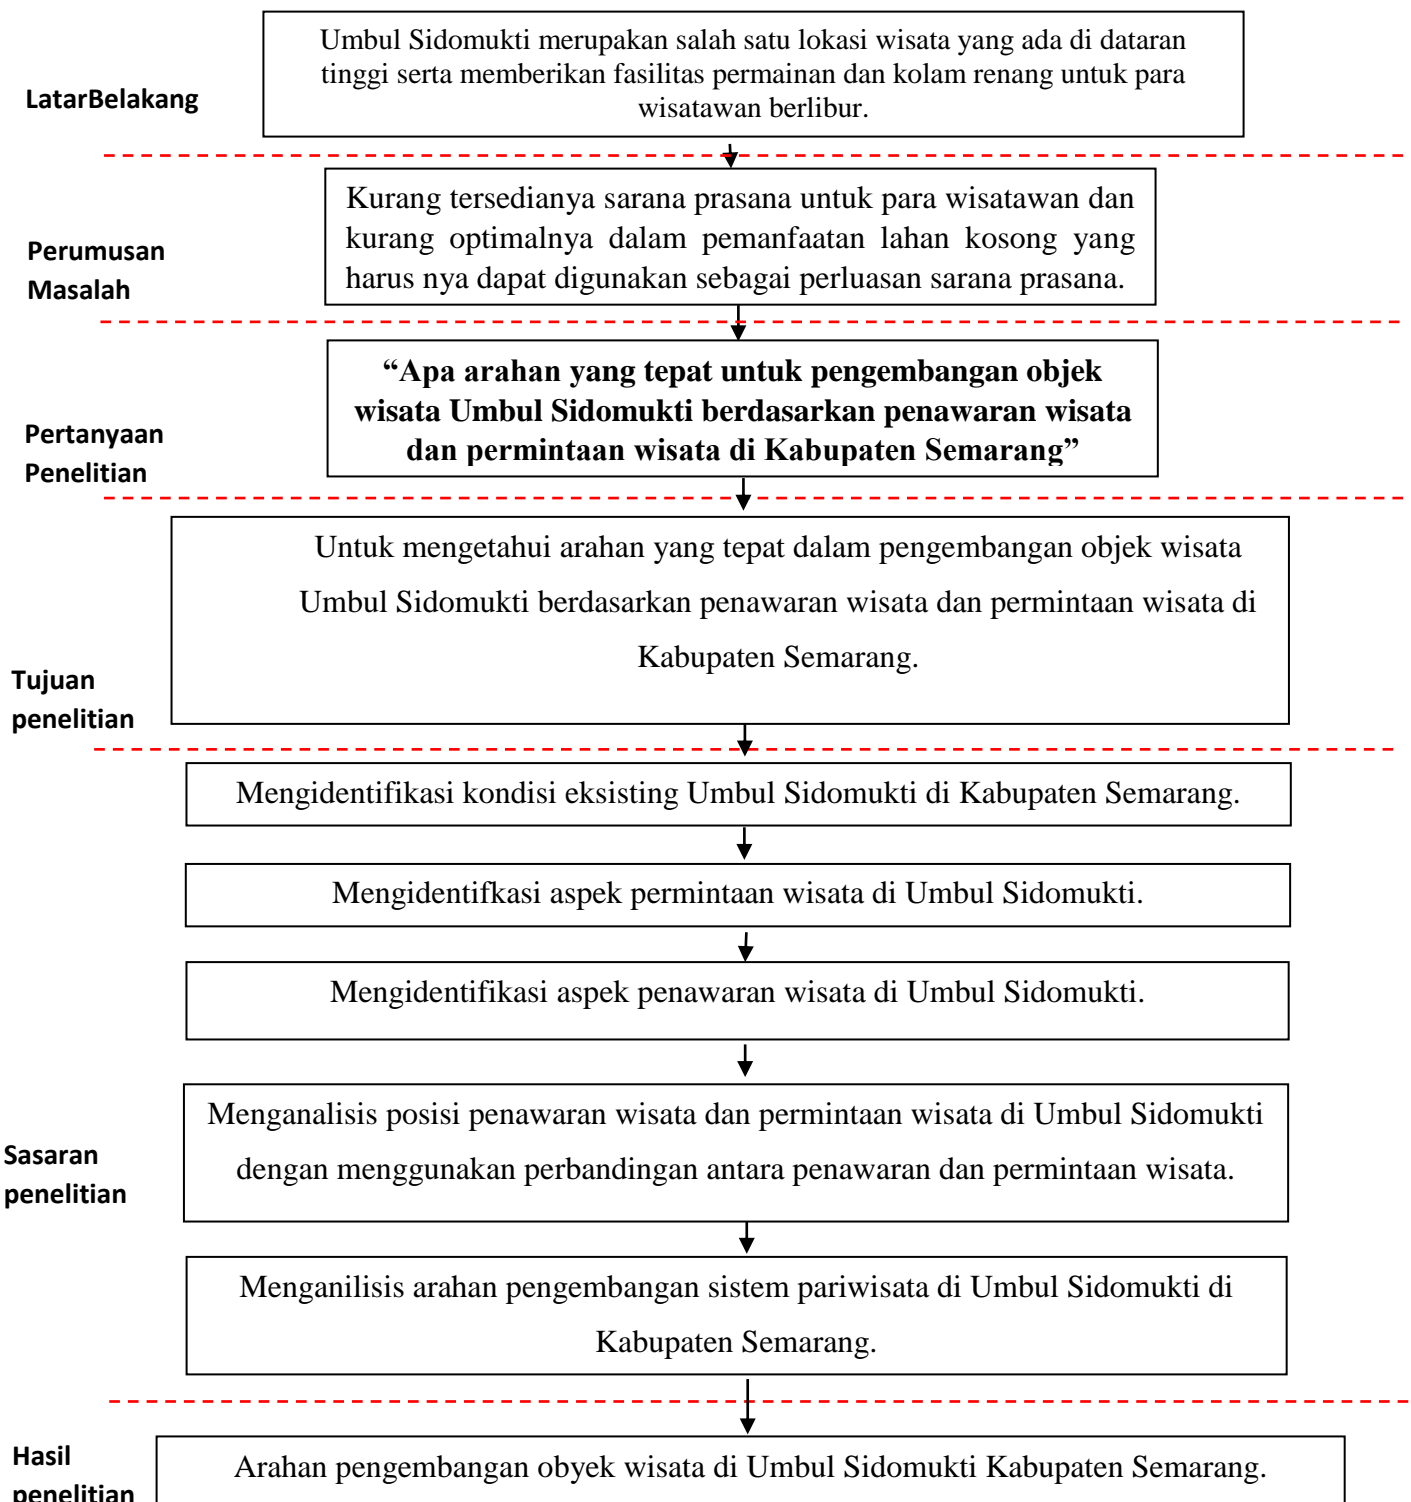 Umbul Sidomukti merupakan salah satu lokasi wisata yang ada di dataran
tinggi serta memberikan fasilitas permainan dan kolam renang untuk para
wisatawan berlibur.
LatarBelakang
Kurang tersedianya sarana prasana untuk para wisatawan dan
kurang optimalnya dalam pemanfaatan lahan kosong yang
harus nya dapat digunakan sebagai perluasan sarana prasana.
Perumusan
Masalah
“Apa arahan yang tepat untuk pengembangan objek
wisata Umbul Sidomukti berdasarkan penawaran wisata
dan permintaan wisata di Kabupaten Semarang”
Pertanyaan
Penelitian
Untuk mengetahui arahan yang tepat dalam pengembangan objek wisata
Umbul Sidomukti berdasarkan penawaran wisata dan permintaan wisata di
Kabupaten Semarang.
Tujuan
penelitian
Mengidentifikasi kondisi eksisting Umbul Sidomukti di Kabupaten Semarang.
Mengidentifkasi aspek permintaan wisata di Umbul Sidomukti.
Mengidentifikasi aspek penawaran wisata di Umbul Sidomukti.
Menganalisis posisi penawaran wisata dan permintaan wisata di Umbul Sidomukti
dengan menggunakan perbandingan antara penawaran dan permintaan wisata.
Sasaran
penelitian
Menganilisis arahan pengembangan sistem pariwisata di Umbul Sidomukti di
Kabupaten Semarang.
Hasil
penelitian
Arahan pengembangan obyek wisata di Umbul Sidomukti Kabupaten Semarang.